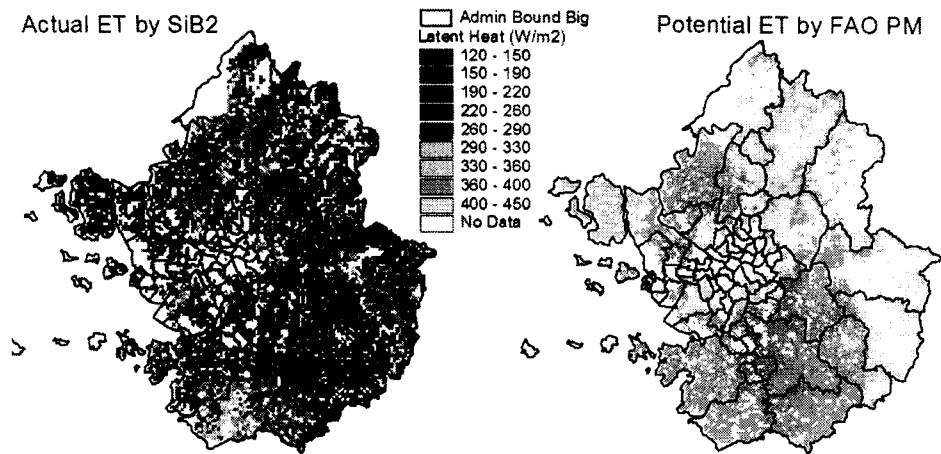 Actual ET by SiB2
Admin Bound Big
Latent Heat (W/m2)
120 - 150
150 - 190
190 - 220
220 - 260
260 - 290
290 - 330
330 - 360
360 - 400
400 - 450
No Data
Potential ET by FAO PM